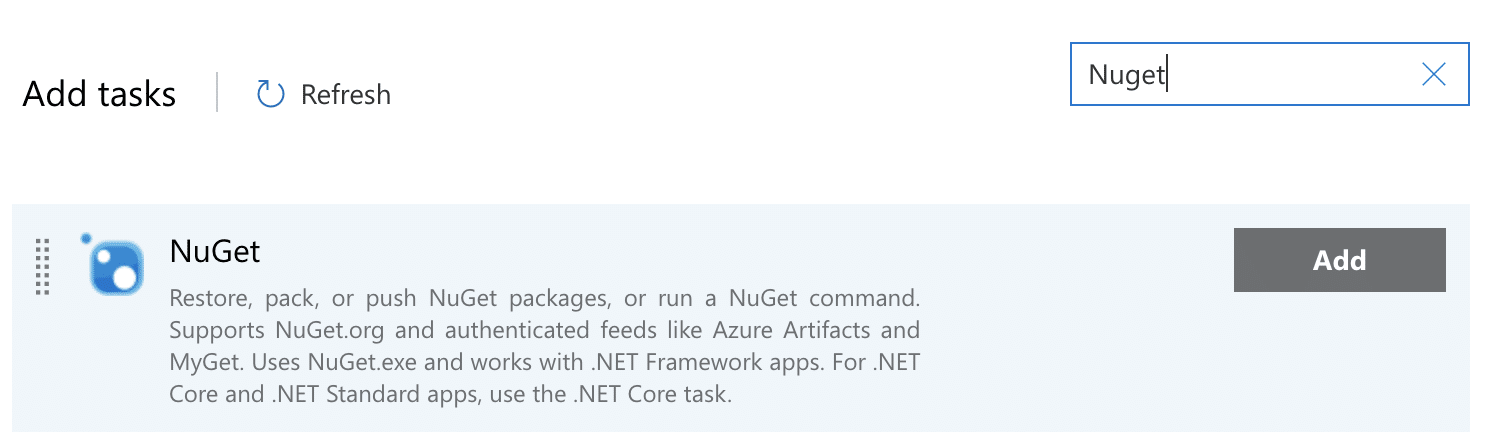 Add tasks
Refresh
Nuget
NuGet
Add
Restore, pack, or push NuGet packages, or run a NuGet command.
Supports NuGet.org and authenticated feeds like Azure Artifacts and
MyGet. Uses NuGet.exe and works with .NET Framework apps. For .NET
Core and .NET Standard apps, use the .NET Core task.